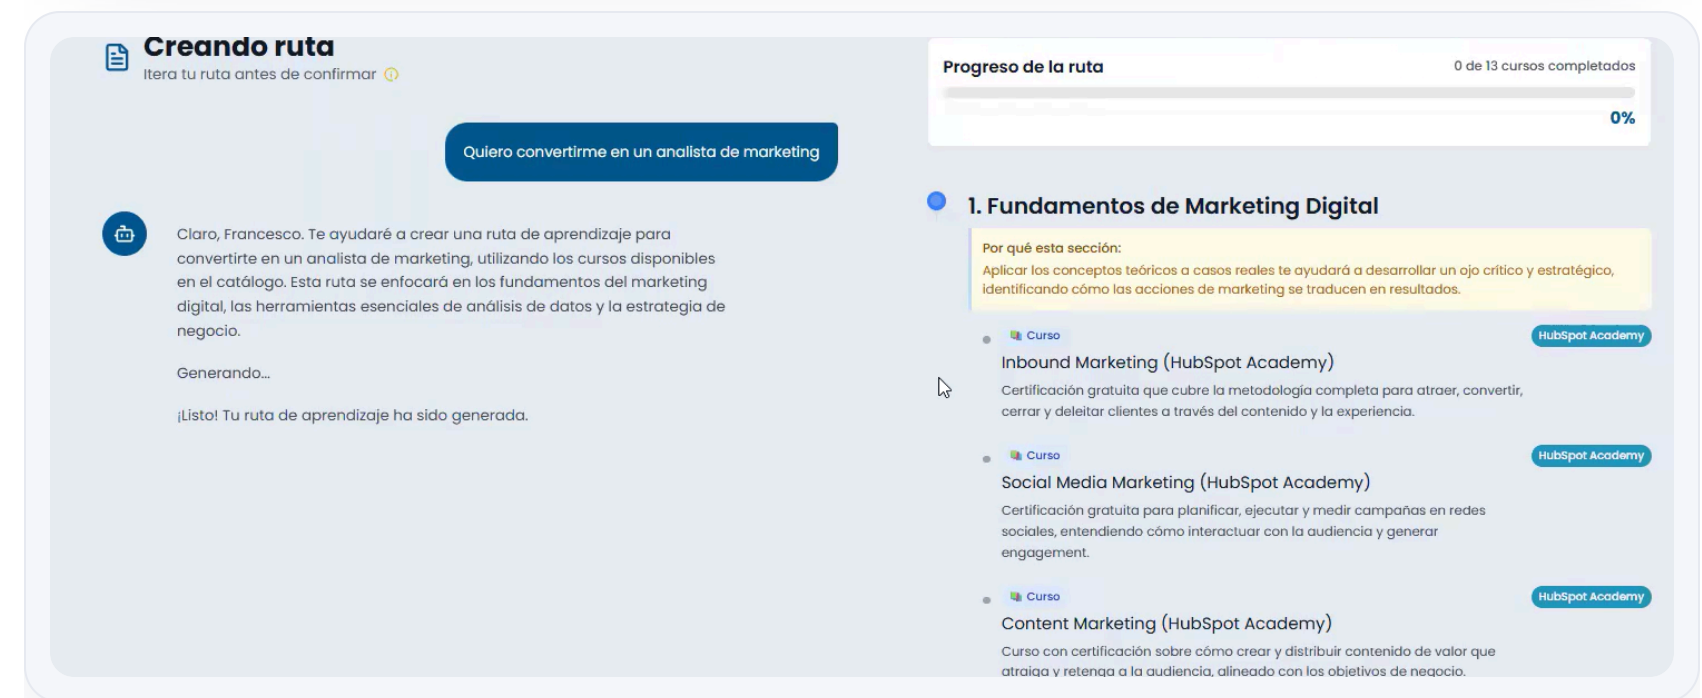 Creando ruta
Itera tu ruta antes de confirmar
Quiero convertirme en un analista de marketing
Claro, Francesco. Te ayudaré a crear una ruta de aprendizaje para
convertirte en un analista de marketing, utilizando los cursos disponibles
en el catálogo. Esta ruta se enfocará en los fundamentos del marketing
digital, las herramientas esenciales de análisis de datos y la estrategia de
negocio.
Generando...
¡Listo! Tu ruta de aprendizaje ha sido generada.
Progreso de la ruta
0 de 13 cursos completados
0%
1. Fundamentos de Marketing Digital
Por qué esta sección:
Aplicar los conceptos teóricos a casos reales te ayudará a desarrollar un ojo crítico y estratégico,
identificando cómo las acciones de marketing se traducen en resultados.
Curso
HubSpot Academy
Inbound Marketing (HubSpot Academy)
Certificación gratuita que cubre la metodología completa para atraer, convertir,
cerrar y deleitar clientes a través del contenido y la experiencia.
Curso
HubSpot Academy
Social Media Marketing (HubSpot Academy)
Certificación gratuita para planificar, ejecutar y medir campañas en redes
sociales, entendiendo cómo interactuar con la audiencia y generar
engagement.
Curso
HubSpot Academy
Content Marketing (HubSpot Academy)
Curso con certificación sobre cómo crear y distribuir contenido de valor que
atraiga y retenga a la audiencia, alineado con los objetivos de negocio.